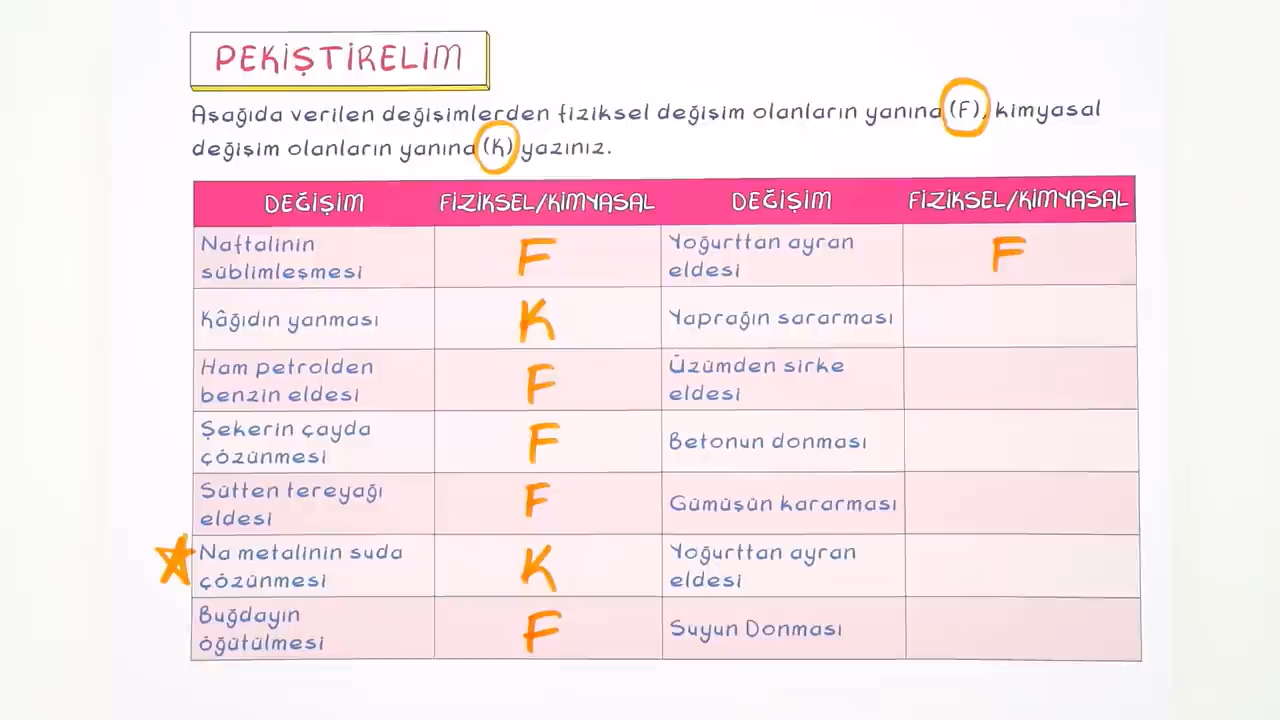 PEKİŞTİRELİM
Aşağıda verilen değişimlerden fiziksel değişim olanların yanına (F), kimyasal
değişim olanların yanına (K) yazınız.
DEĞİŞİM FİZİKSEL/KİMYASAL DEĞİŞİM FİZİKSEL/KİMYASAL
Naftalinin
süblimleşmesi
F
Yoğurttan ayran
eldesi
F
Kâğıdın yanması
K
Yaprağın sararması
Ham petrolden
benzin eldesi
F
Üzümden sirke
eldesi
Şekerin çayda
çözünmesi
F
Betonun donması
Sütten tereyağı
eldesi
F
Gümüşün kararması
Na metalinin suda
çözünmesi
K
Yoğurttan ayran
eldesi
Buğdayın
öğütülmesi
F
Suyun Donması